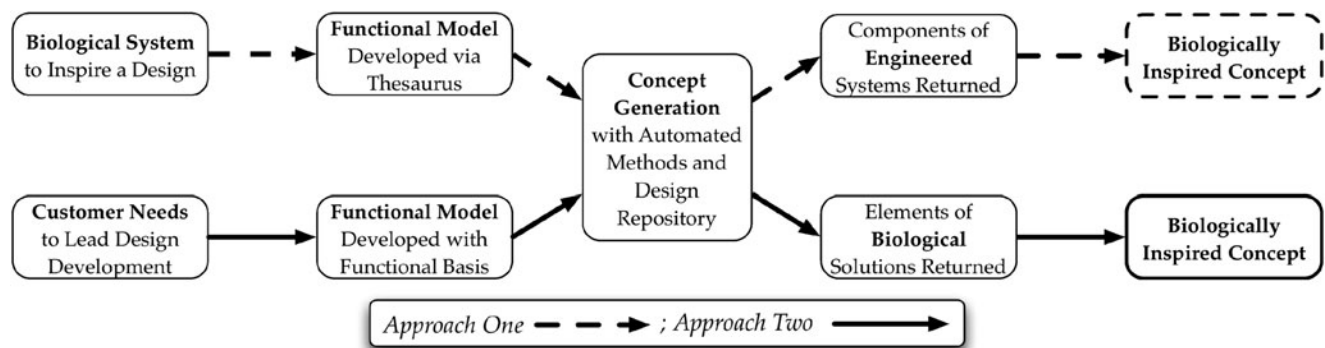 Biological System
to Inspire a Design
Functional Model
Developed via
Thesaurus
Concept
Generation
with Automated
Methods and
Design
Repository
Components of
Engineered
Systems Returned
Biologically
Inspired Concept
Customer Needs
to Lead Design
Development
Functional Model
Developed with
Functional Basis
Elements of
Biological
Solutions Returned
Biologically
Inspired Concept
Approach One ; Approach Two